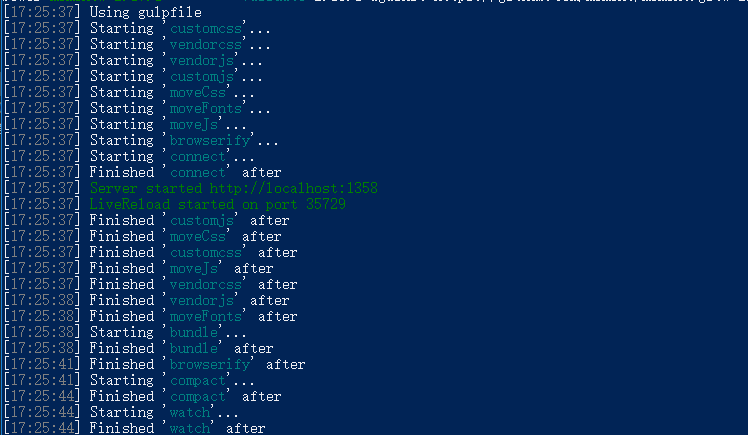 [17:25:37] Using gulpfile
[17:25:37] Starting 'customcss'...
[17:25:37] Starting 'vendorcss'...
[17:25:37] Starting 'vendorjs'...
[17:25:37] Starting 'customjs'...
[17:25:37] Starting 'moveCss'...
[17:25:37] Starting 'moveFonts'...
[17:25:37] Starting 'moveJs'...
[17:25:37] Starting 'browserify'...
[17:25:37] Starting 'connect'...
[17:25:37] Finished 'connect' after
[17:25:37] Server started http://localhost:1358
[17:25:37] LiveReload started on port 35729
[17:25:37] Finished 'customjs' after
[17:25:37] Finished 'moveCss' after
[17:25:37] Finished 'customcss' after
[17:25:37] Finished 'moveJs' after
[17:25:37] Finished 'vendorcss' after
[17:25:38] Finished 'vendorjs' after
[17:25:38] Finished 'moveFonts' after
[17:25:38] Starting 'bundle'...
[17:25:38] Finished 'bundle' after
[17:25:41] Finished 'browserify' after
[17:25:41] Starting 'compact'...
[17:25:44] Finished 'compact' after
[17:25:44] Starting 'watch'...
[17:25:44] Finished 'watch' after